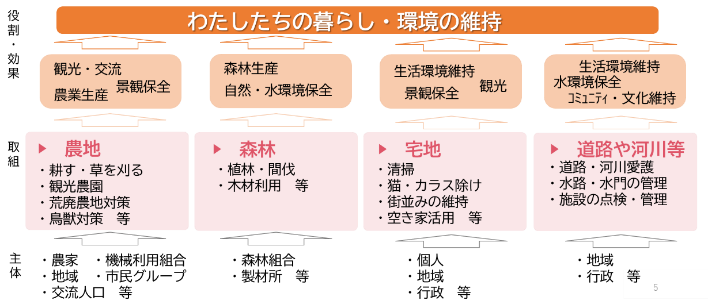 役割・効果
わたしたちの暮らし・環境の維持
観光・交流
景観保全
農業生産
森林生産
自然・水環境保全
生活環境維持
景観保全
観光
生活環境維持
水環境保全
ｺﾐｭﾆﾃｨ・文化維持
取組
農地
・耕す・草を刈る
・観光農園
・荒廃農地対策
・鳥獣対策　等
森林
・植林・間伐
・木材利用　等
宅地
・清掃
・猫・カラス除け
・街並みの維持
・空き家活用　等
道路や河川等
・道路・河川愛護
・水路・水門の管理
・施設の点検・管理
主体
・農家　・機械利用組合
・地域　・市民グループ
・交流人口　等
・森林組合
・製材所　等
・個人
・地域
・行政　等
・地域
・行政　等
5